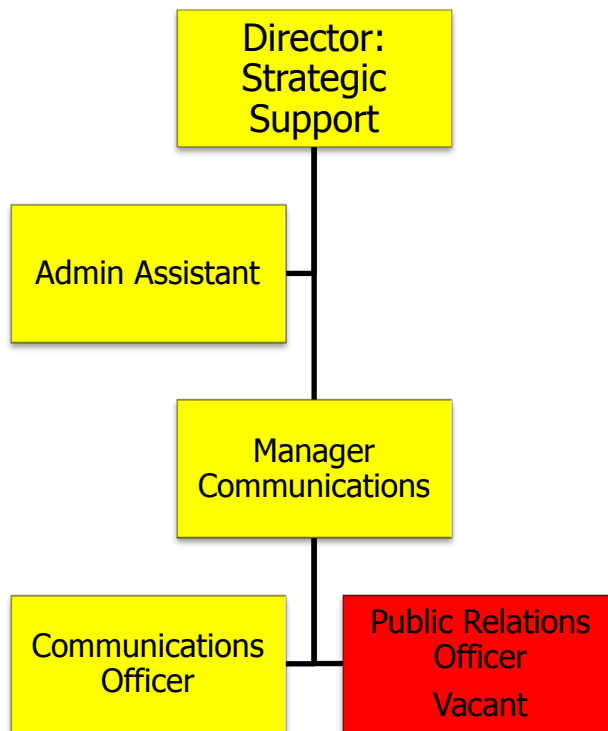 Director:
Strategic
Support
Admin Assistant
Manager
Communications
Communications
Officer
Public Relations
Officer
Vacant